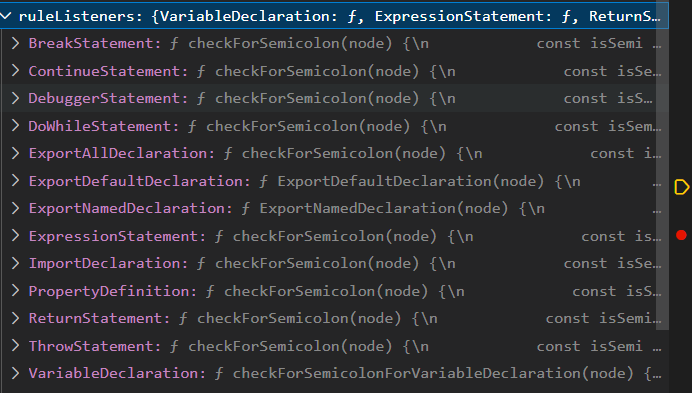 ruleListeners: {VariableDeclaration: ƒ, ExpressionStatement: ƒ, ReturnS…
BreakStatement: ƒ checkForSemicolon(node) {\n const isSemi …
ContinueStatement: ƒ checkForSemicolon(node) {\n const isSe…
DebuggerStatement: ƒ checkForSemicolon(node) {\n const isS…
DoWhileStatement: ƒ checkForSemicolon(node) {\n const isSem…
ExportAllDeclaration: ƒ checkForSemicolon(node) {\n const i…
ExportDefaultDeclaration: ƒ ExportDefaultDeclaration(node) {\n …
ExportNamedDeclaration: ƒ ExportNamedDeclaration(node) {\n …
ExpressionStatement: ƒ checkForSemicolon(node) {\n const is…
ImportDeclaration: ƒ checkForSemicolon(node) {\n const isSe…
PropertyDefinition: ƒ checkForSemicolon(node) {\n const isS…
ReturnStatement: ƒ checkForSemicolon(node) {\n const isSemi…
ThrowStatement: ƒ checkForSemicolon(node) {\n const isSemi …
VariableDeclaration: ƒ checkForSemicolonForVariableDeclaration(node) {…